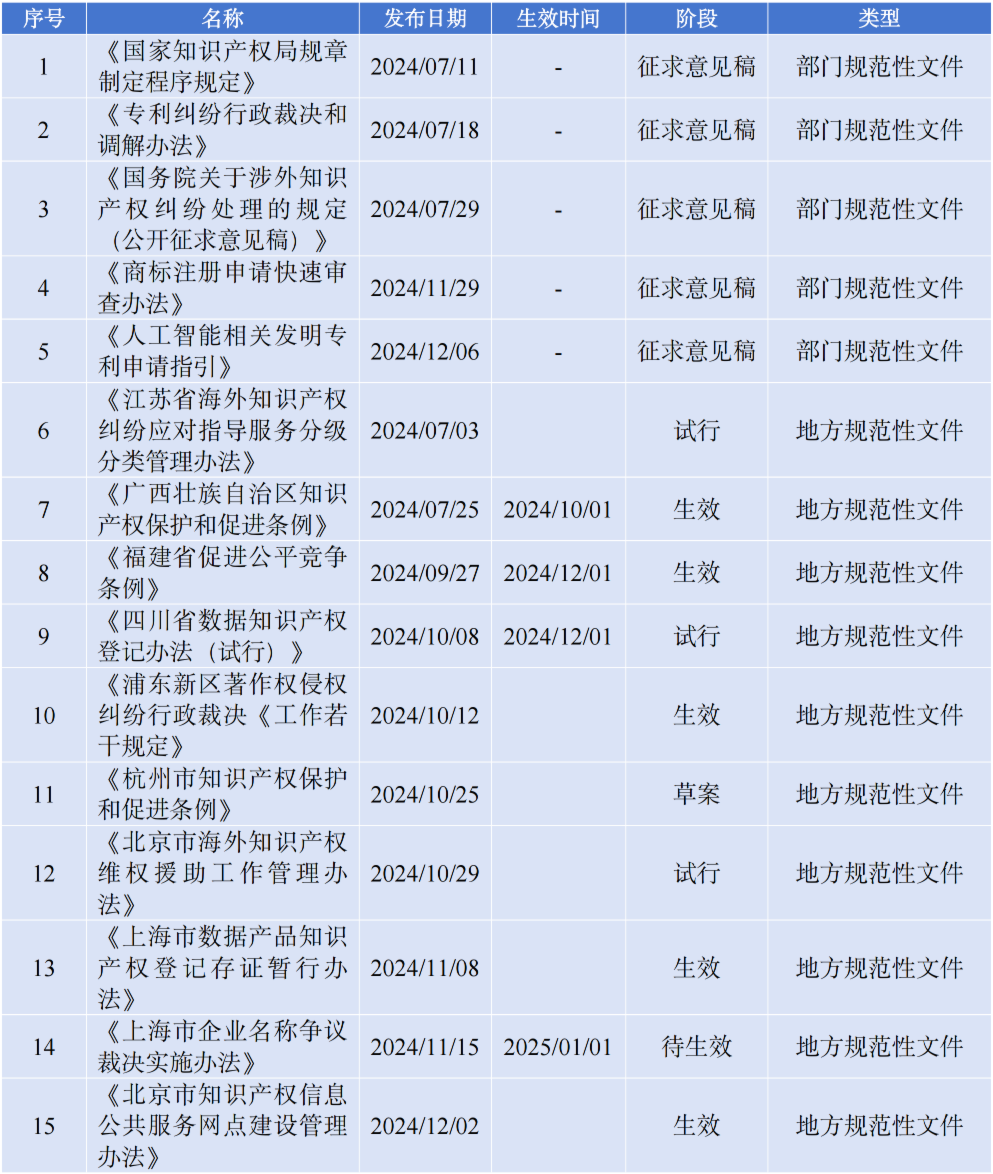 序号 名称 发布日期 生效时间 阶段 类型
1 《国家知识产权局规章 2024/07/11 - 征求意见稿 部门规范性文件
制定程序规定》
2 《专利纠纷行政裁决和 2024/07/18 - 征求意见稿 部门规范性文件
调解办法》
3 《国务院关于涉外知识 2024/07/29 - 征求意见稿 部门规范性文件
产权纠纷处理的规定
（公开征求意见稿）》
4 《商标注册申请快速审 2024/11/29 - 征求意见稿 部门规范性文件
查办法》
5 《人工智能相关发明专 2024/12/06 - 征求意见稿 部门规范性文件
利申请指引》
6 《江苏省海外知识产权 2024/07/03 试行 地方规范性文件
纠纷应对指导服务分级
分类管理办法》
7 《广西壮族自治区知识 2024/07/25 2024/10/01 生效 地方规范性文件
产权保护和促进条例》
8 《福建省促进公平竞争 2024/09/27 2024/12/01 生效 地方规范性文件
条例》
9 《四川省数据知识产权 2024/10/08 2024/12/01 试行 地方规范性文件
登记办法（试行）》
10 《浦东新区著作权侵权 2024/10/12 生效 地方规范性文件
纠纷行政裁决《工作若
干规定》
11 《杭州市知识产权保护 2024/10/25 草案 地方规范性文件
和促进条例》
12 《北京市海外知识产权 2024/10/29 试行 地方规范性文件
维权援助工作管理办
法》
13 《上海市数据产品知识 2024/11/08 生效 地方规范性文件
产权登记存证暂行办
法》
14 《上海市企业名称争议 2024/11/15 2025/01/01 待生效 地方规范性文件
裁决实施办法》
15 《北京市知识产权信息 2024/12/02 生效 地方规范性文件
公共服务网点建设管理
办法》